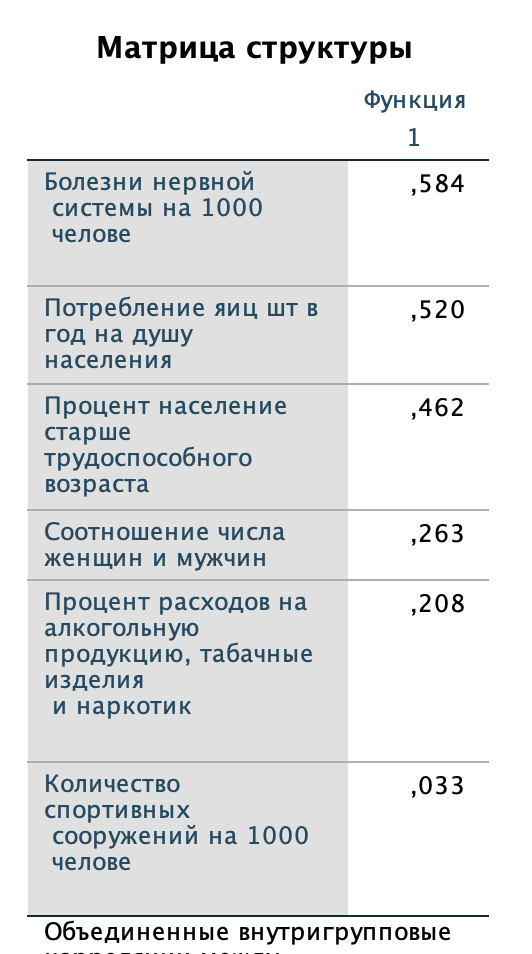 Матрица структуры
Функция
1
Болезни нервной
системы на 1000
челове
,584
Потребление яиц шт в
год на душу
населения
,520
Процент население
старше
трудоспособного
возраста
,462
Соотношение числа
женщин и мужчин
,263
Процент расходов на
алкогольную
продукцию, табачные
изделия
и наркотик
,208
Количество
спортивных
сооружений на 1000
челове
,033
Объединенные внутригрупповые